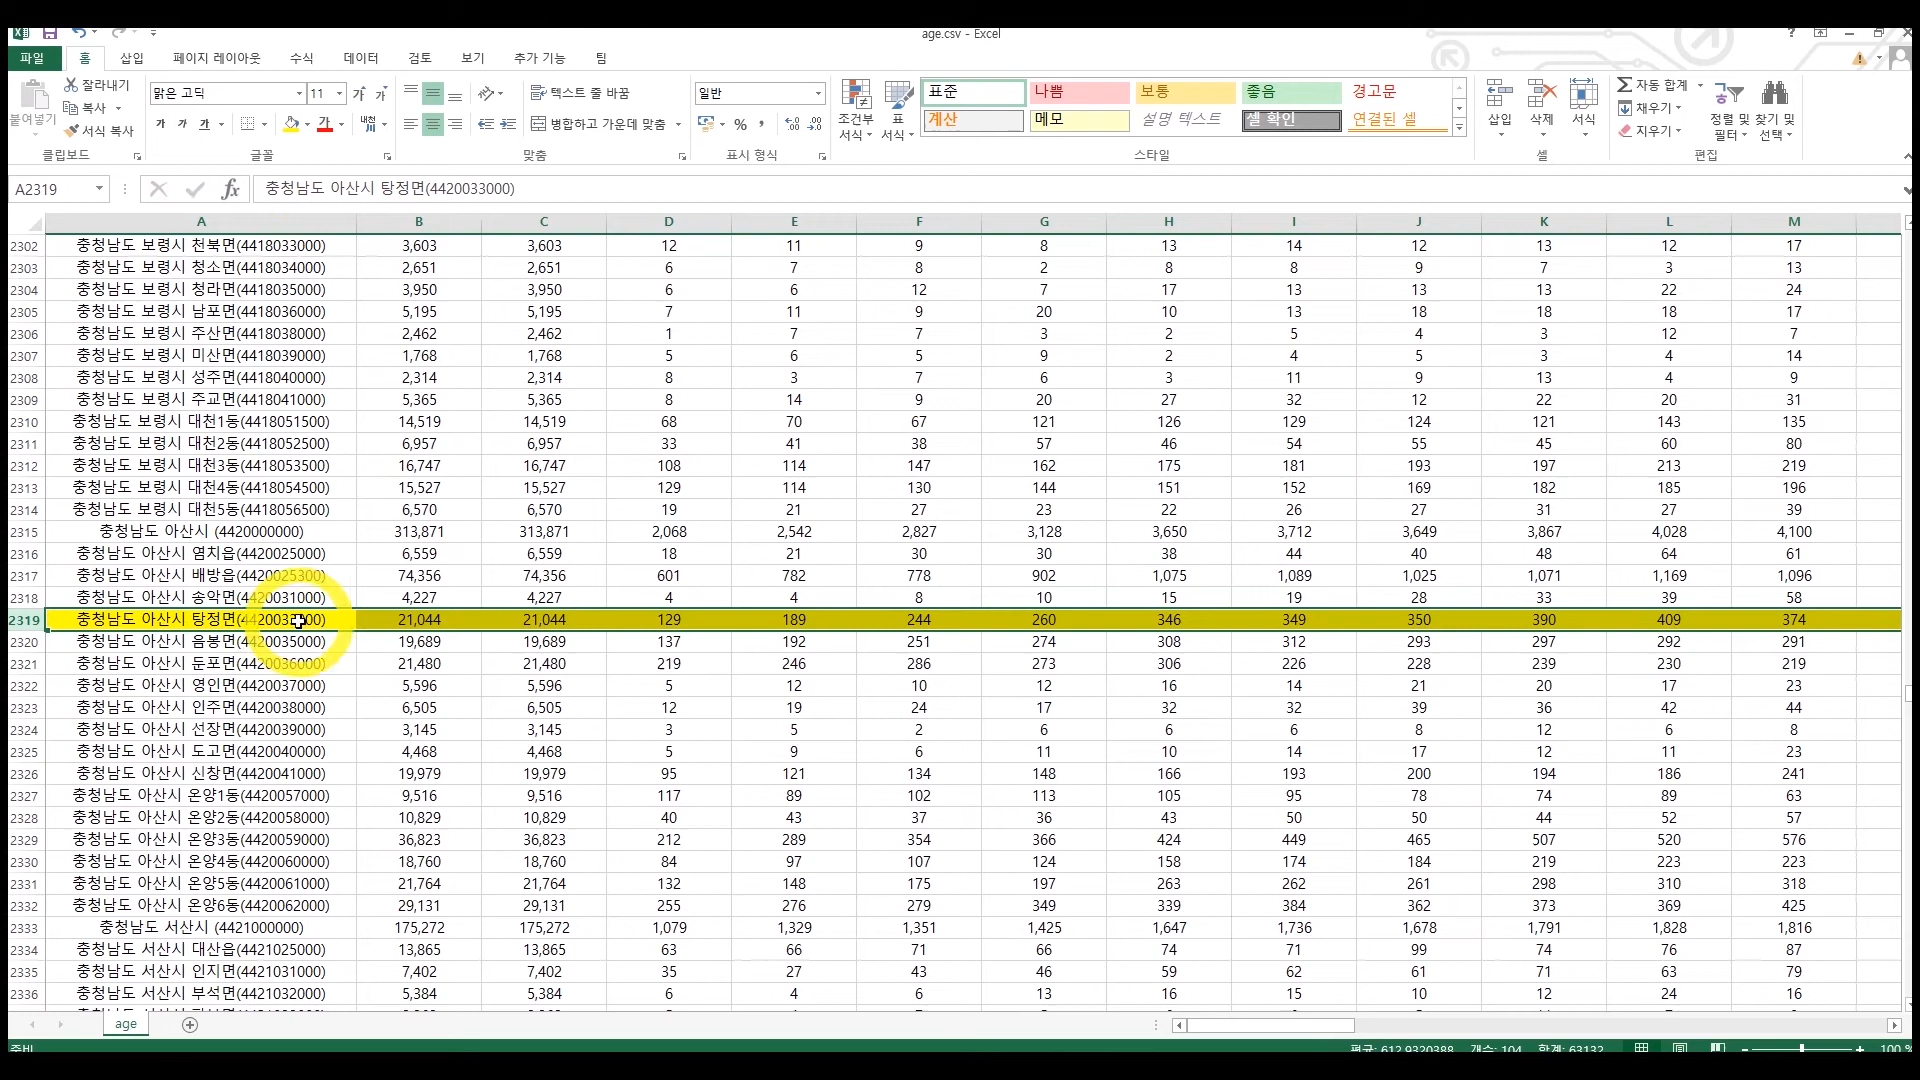 age.csv - Excel
파일 홈 삽입 페이지 레이아웃 수식 데이터 검토 보기 추가 기능 팀
붙여넣기 잘라내기 복사 서식 복사 클립보드
맑은 고딕 11 가 가 가 글꼴
텍스트 줄 바꿈 병합하고 가운데 맞춤 맞춤
일반 표시 형식
조건부 서식 표 서식
표준 나쁨 보통 좋음 경고문
계산 메모 설명 텍스트 셀 확인 연결된 셀
스타일
삽입 삭제 서식 셀
자동 합계 채우기 지우기 정렬 및 필터 찾기 및 선택 편집
A2319 fx 충청남도 아산시 탕정면(4420033000)
A B C D E F G H I J K L M
2302 충청남도 보령시 천북면(4418033000) 3,603 3,603 12 11 9 8 13 14 12 13 12 17
2303 충청남도 보령시 청소면(4418034000) 2,651 2,651 6 7 8 2 8 8 9 7 3 13
2304 충청남도 보령시 청라면(4418035000) 3,950 3,950 6 6 12 7 17 13 13 13 22 24
2305 충청남도 보령시 남포면(4418036000) 5,195 5,195 7 11 9 20 10 13 18 18 18 17
2306 충청남도 보령시 주산면(4418038000) 2,462 2,462 1 7 7 3 2 5 4 3 12 7
2307 충청남도 보령시 미산면(4418039000) 1,768 1,768 5 6 5 9 2 4 5 3 4 14
2308 충청남도 보령시 성주면(4418040000) 2,314 2,314 8 3 7 6 3 11 9 13 4 9
2309 충청남도 보령시 주교면(4418041000) 5,365 5,365 8 14 9 20 27 32 12 22 20 31
2310 충청남도 보령시 대천1동(4418051500) 14,519 14,519 68 70 67 121 126 129 124 121 143 135
2311 충청남도 보령시 대천2동(4418052500) 6,957 6,957 33 41 38 57 46 54 55 45 60 80
2312 충청남도 보령시 대천3동(4418053500) 16,747 16,747 108 114 147 162 175 181 193 197 213 219
2313 충청남도 보령시 대천4동(4418054500) 15,527 15,527 129 114 130 144 151 152 169 182 185 196
2314 충청남도 보령시 대천5동(4418056500) 6,570 6,570 19 21 27 23 22 26 27 31 27 39
2315 충청남도 아산시 (4420000000) 313,871 313,871 2,068 2,542 2,827 3,128 3,650 3,712 3,649 3,867 4,028 4,100
2316 충청남도 아산시 염치읍(4420025000) 6,559 6,559 18 21 30 30 38 44 40 48 64 61
2317 충청남도 아산시 배방읍(4420025300) 74,356 74,356 601 782 778 902 1,075 1,089 1,025 1,071 1,169 1,096
2318 충청남도 아산시 송악면(4420031000) 4,227 4,227 4 4 8 10 15 19 28 33 39 58
2319 충청남도 아산시 탕정면(4420033000) 21,044 21,044 129 189 244 260 346 349 350 390 409 374
2320 충청남도 아산시 음봉면(4420035000) 19,689 19,689 137 192 251 274 308 312 293 297 292 291
2321 충청남도 아산시 둔포면(4420036000) 21,480 21,480 219 246 286 273 306 226 228 239 230 219
2322 충청남도 아산시 영인면(4420037000) 5,596 5,596 5 12 10 12 16 14 21 20 17 23
2323 충청남도 아산시 인주면(4420038000) 6,505 6,505 12 19 24 17 32 32 39 36 42 44
2324 충청남도 아산시 선장면(4420039000) 3,145 3,145 3 5 2 6 6 6 8 12 6 8
2325 충청남도 아산시 도고면(4420040000) 4,468 4,468 5 9 6 11 10 14 17 12 11 23
2326 충청남도 아산시 신창면(4420041000) 19,979 19,979 95 121 134 148 166 193 200 194 186 241
2327 충청남도 아산시 온양1동(4420057000) 9,516 9,516 117 89 102 113 105 95 78 74 89 63
2328 충청남도 아산시 온양2동(4420058000) 10,829 10,829 40 43 37 36 43 50 50 44 52 57
2329 충청남도 아산시 온양3동(4420059000) 36,823 36,823 212 289 354 366 424 449 465 507 520 576
2330 충청남도 아산시 온양4동(4420060000) 18,760 18,760 84 97 107 124 158 174 184 219 223 223
2331 충청남도 아산시 온양5동(4420061000) 21,764 21,764 132 148 175 197 263 262 261 298 310 318
2332 충청남도 아산시 온양6동(4420062000) 29,131 29,131 255 276 279 349 339 384 362 373 369 425
2333 충청남도 서산시 (4421000000) 175,272 175,272 1,079 1,329 1,351 1,425 1,647 1,736 1,678 1,791 1,828 1,816
2334 충청남도 서산시 대산읍(4421025000) 13,865 13,865 63 66 71 66 74 71 99 74 76 87
2335 충청남도 서산시 인지면(4421031000) 7,402 7,402 35 27 43 46 59 62 61 71 63 79
2336 충청남도 서산시 부석면(4421032000) 5,384 5,384 6 4 6 13 16 15 10 12 24 16
age
준비 평균: 612.9320388 개수: 104 합계: 63132 100 %